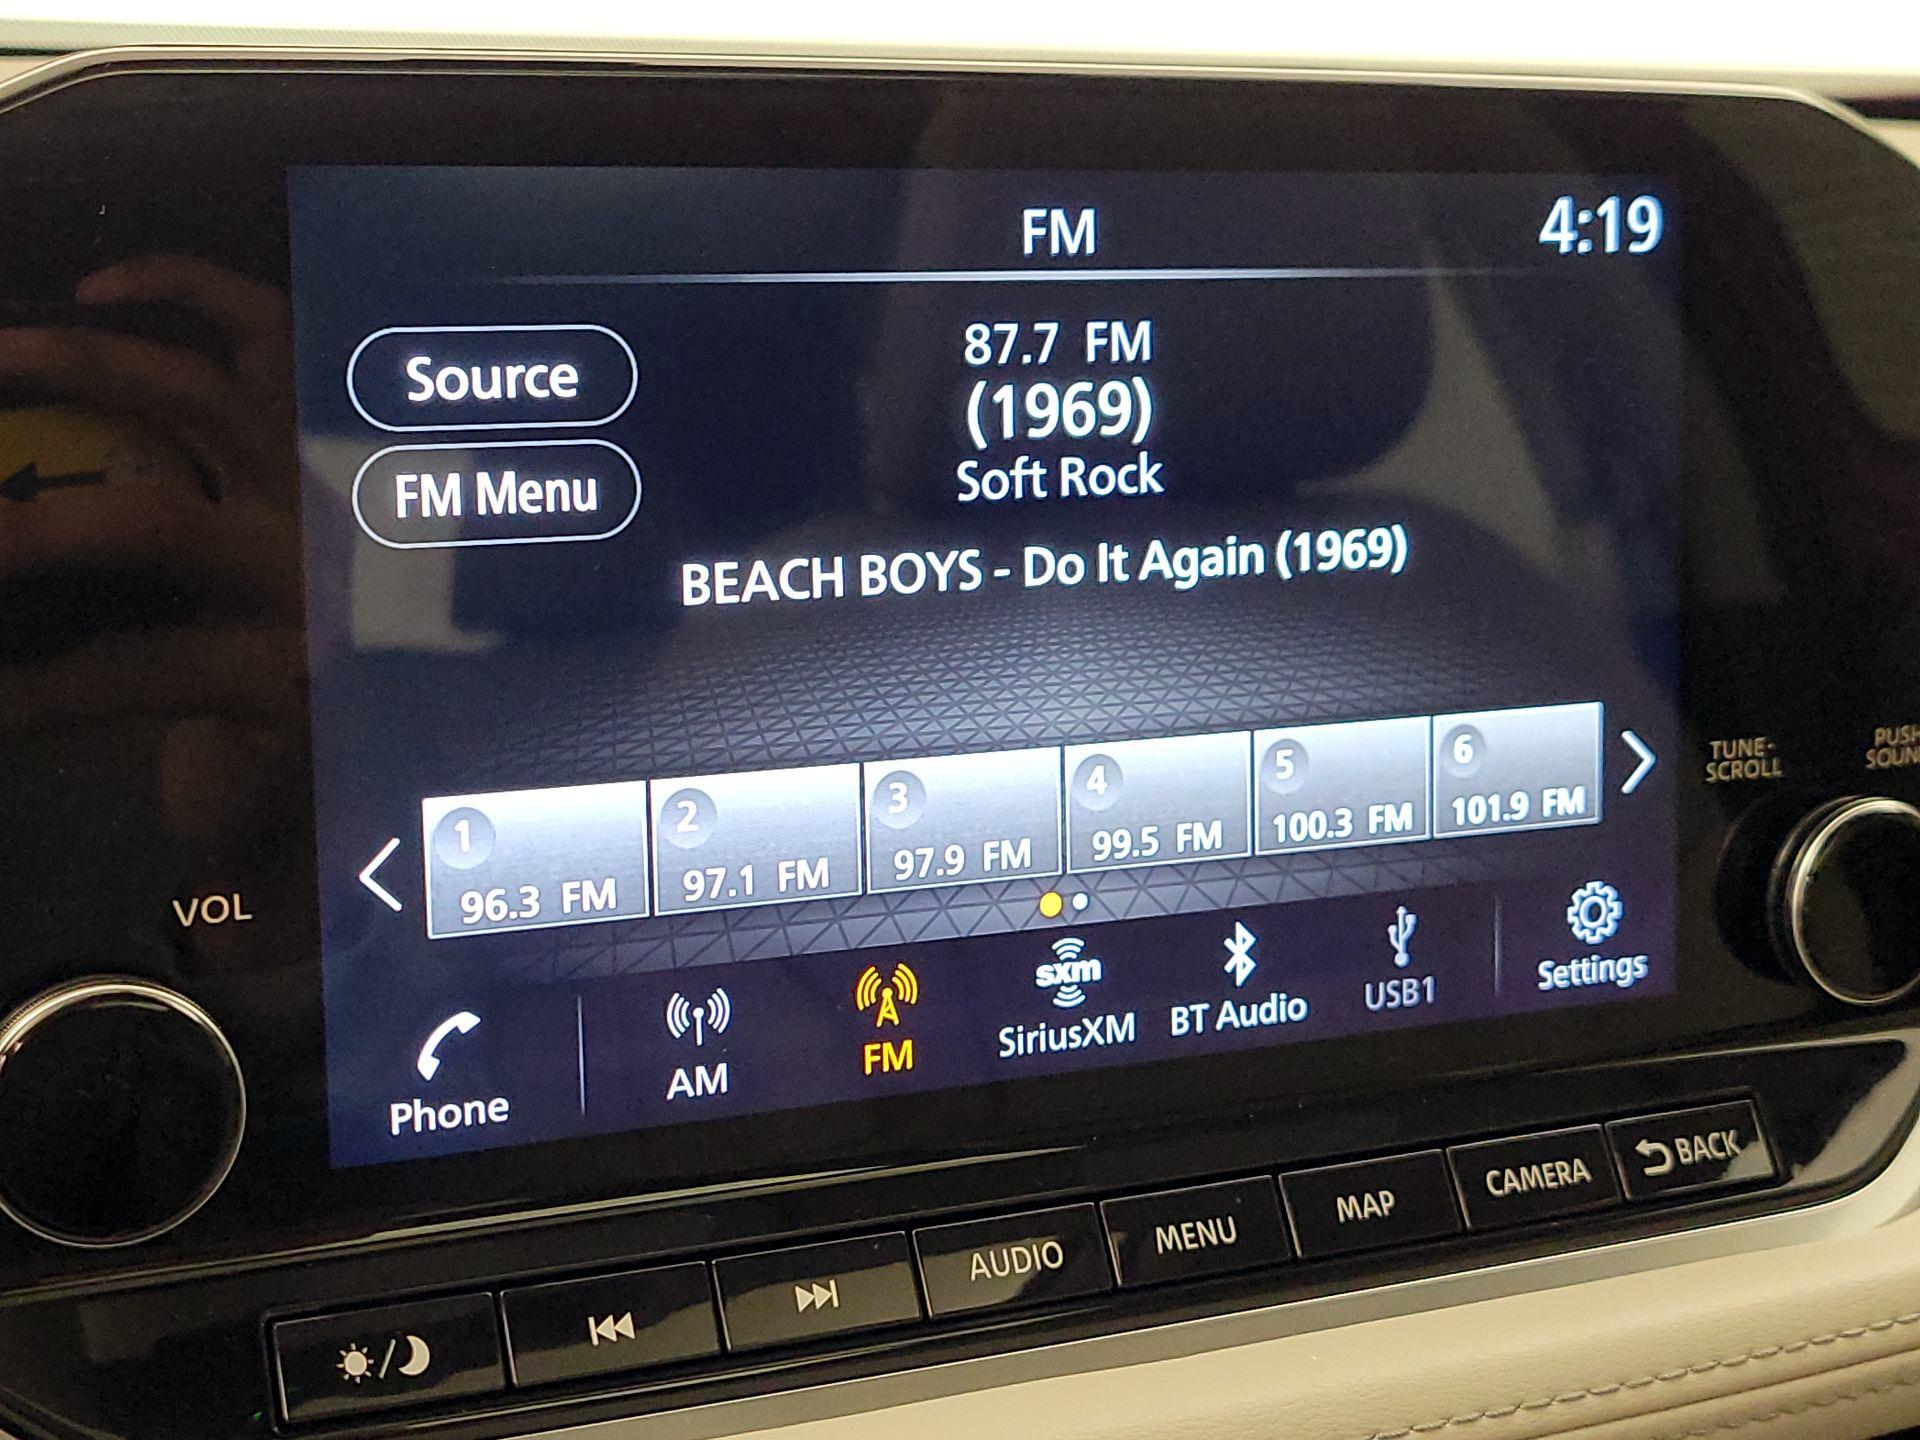 FM
4:19
Source
FM Menu
87.7 FM
(1969)
Soft Rock
BEACH BOYS - Do It Again (1969)
1
96.3 FM
2
97.1 FM
3
97.9 FM
4
99.5 FM
5
100.3 FM
6
101.9 FM
Phone
AM
FM
sxm
SiriusXM
BT Audio
USB1
Settings
VOL
TUNE·
SCROLL
PUSH
SOUN
AUDIO
MENU
MAP
CAMERA
BACK